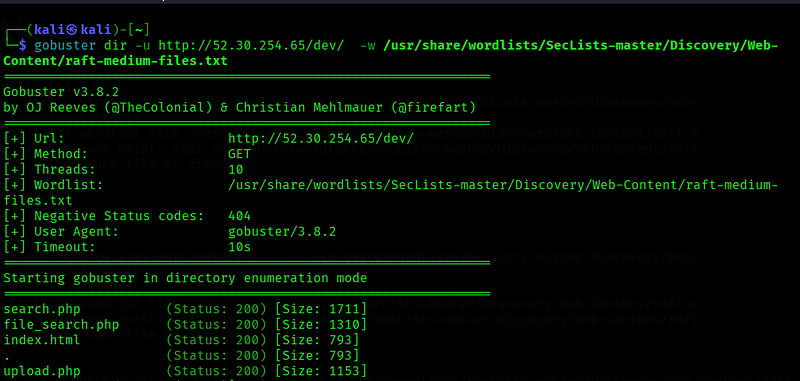 ┌──(kali㉿kali)-[~]
└─$ gobuster dir -u http://52.30.254.65/dev/  -w /usr/share/wordlists/SecLists-master/Discovery/Web-
Content/raft-medium-files.txt
===============================================================
Gobuster v3.8.2
by OJ Reeves (@TheColonial) & Christian Mehlmauer (@firefart)
===============================================================
[+] Url:                     http://52.30.254.65/dev/
[+] Method:                  GET
[+] Threads:                 10
[+] Wordlist:                /usr/share/wordlists/SecLists-master/Discovery/Web-Content/raft-medium-
files.txt
[+] Negative Status codes:   404
[+] User Agent:              gobuster/3.8.2
[+] Timeout:                 10s
===============================================================
Starting gobuster in directory enumeration mode
===============================================================
search.php           (Status: 200) [Size: 1711]
file_search.php      (Status: 200) [Size: 1310]
index.html           (Status: 200) [Size: 793]
.                    (Status: 200) [Size: 793]
upload.php           (Status: 200) [Size: 1153]